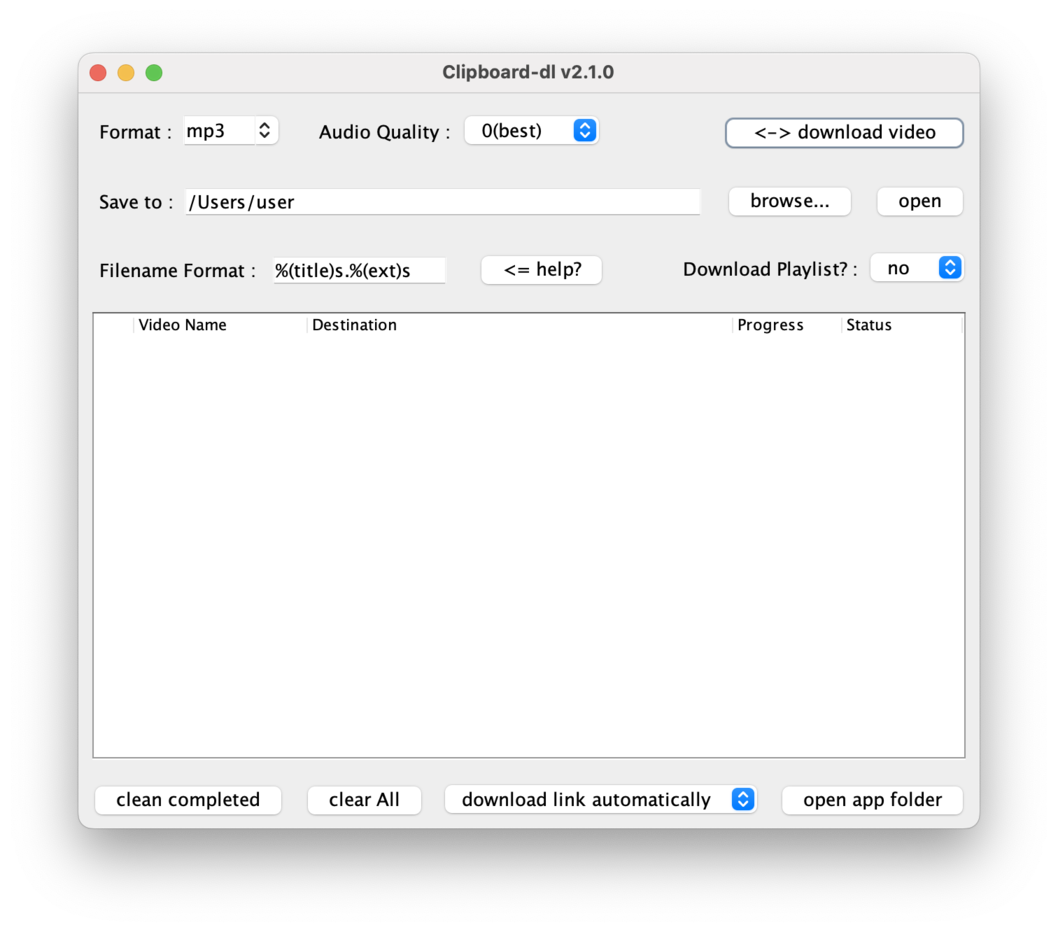 Clipboard-dl v2.1.0
Format : mp3 Audio Quality : 0(best) <-> download video
Save to : /Users/user browse... open
Filename Format : %(title)s.%(ext)s <= help? Download Playlist? : no
Video Name Destination Progress Status
clean completed clear All download link automatically open app folder